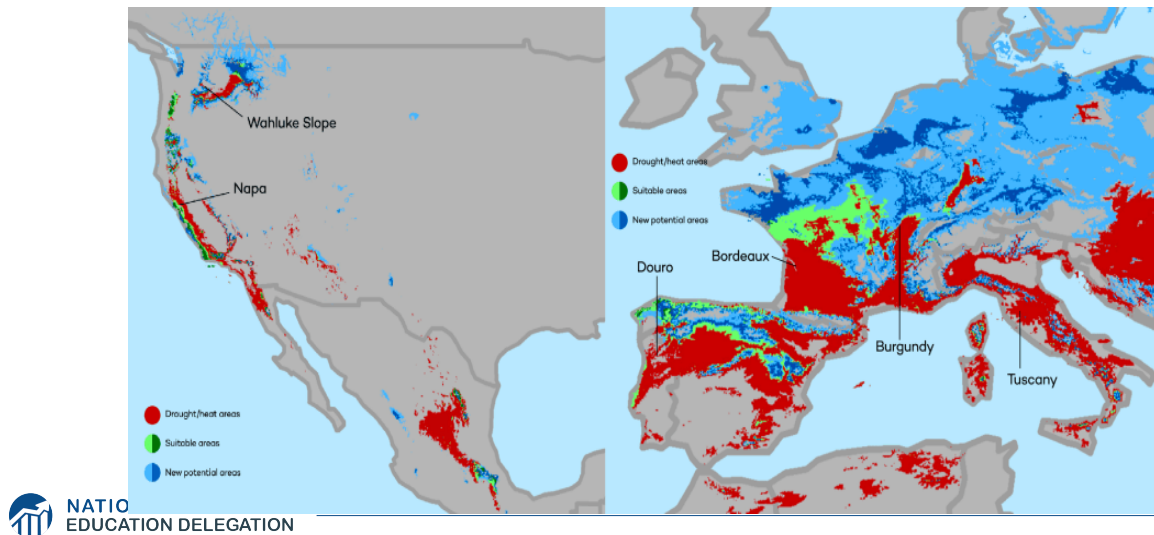 Wahluke Slope
Napa
Drought/heat areas
Suitable areas
New potential areas
Drought/heat areas
Suitable areas
New potential areas
Bordeaux
Douro
Burgundy
Tuscany
NATIO
EDUCATION DELEGATION